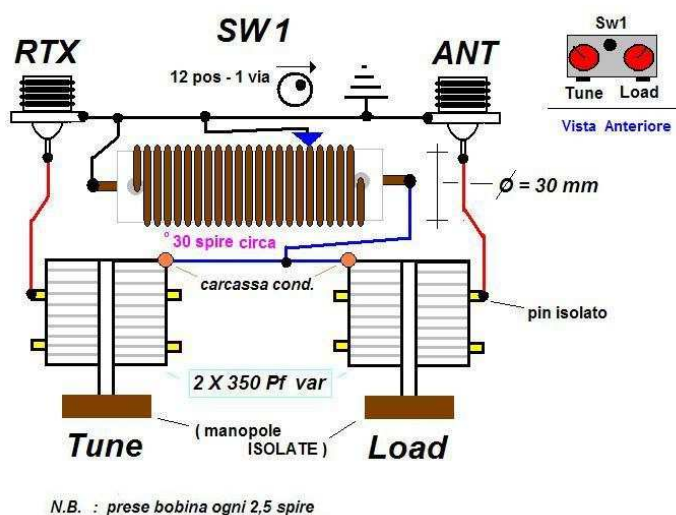 SW1
RTX
ANT
12 pos - 1 via
Sw1
Tune
Load
Vista Anteriore
Ø = 30 mm
° 30 spire circa
carcassa cond.
pin isolato
2 X 350 Pf var
( manopole
ISOLATE )
Tune
Load
N.B. : prese bobina ogni 2,5 spire